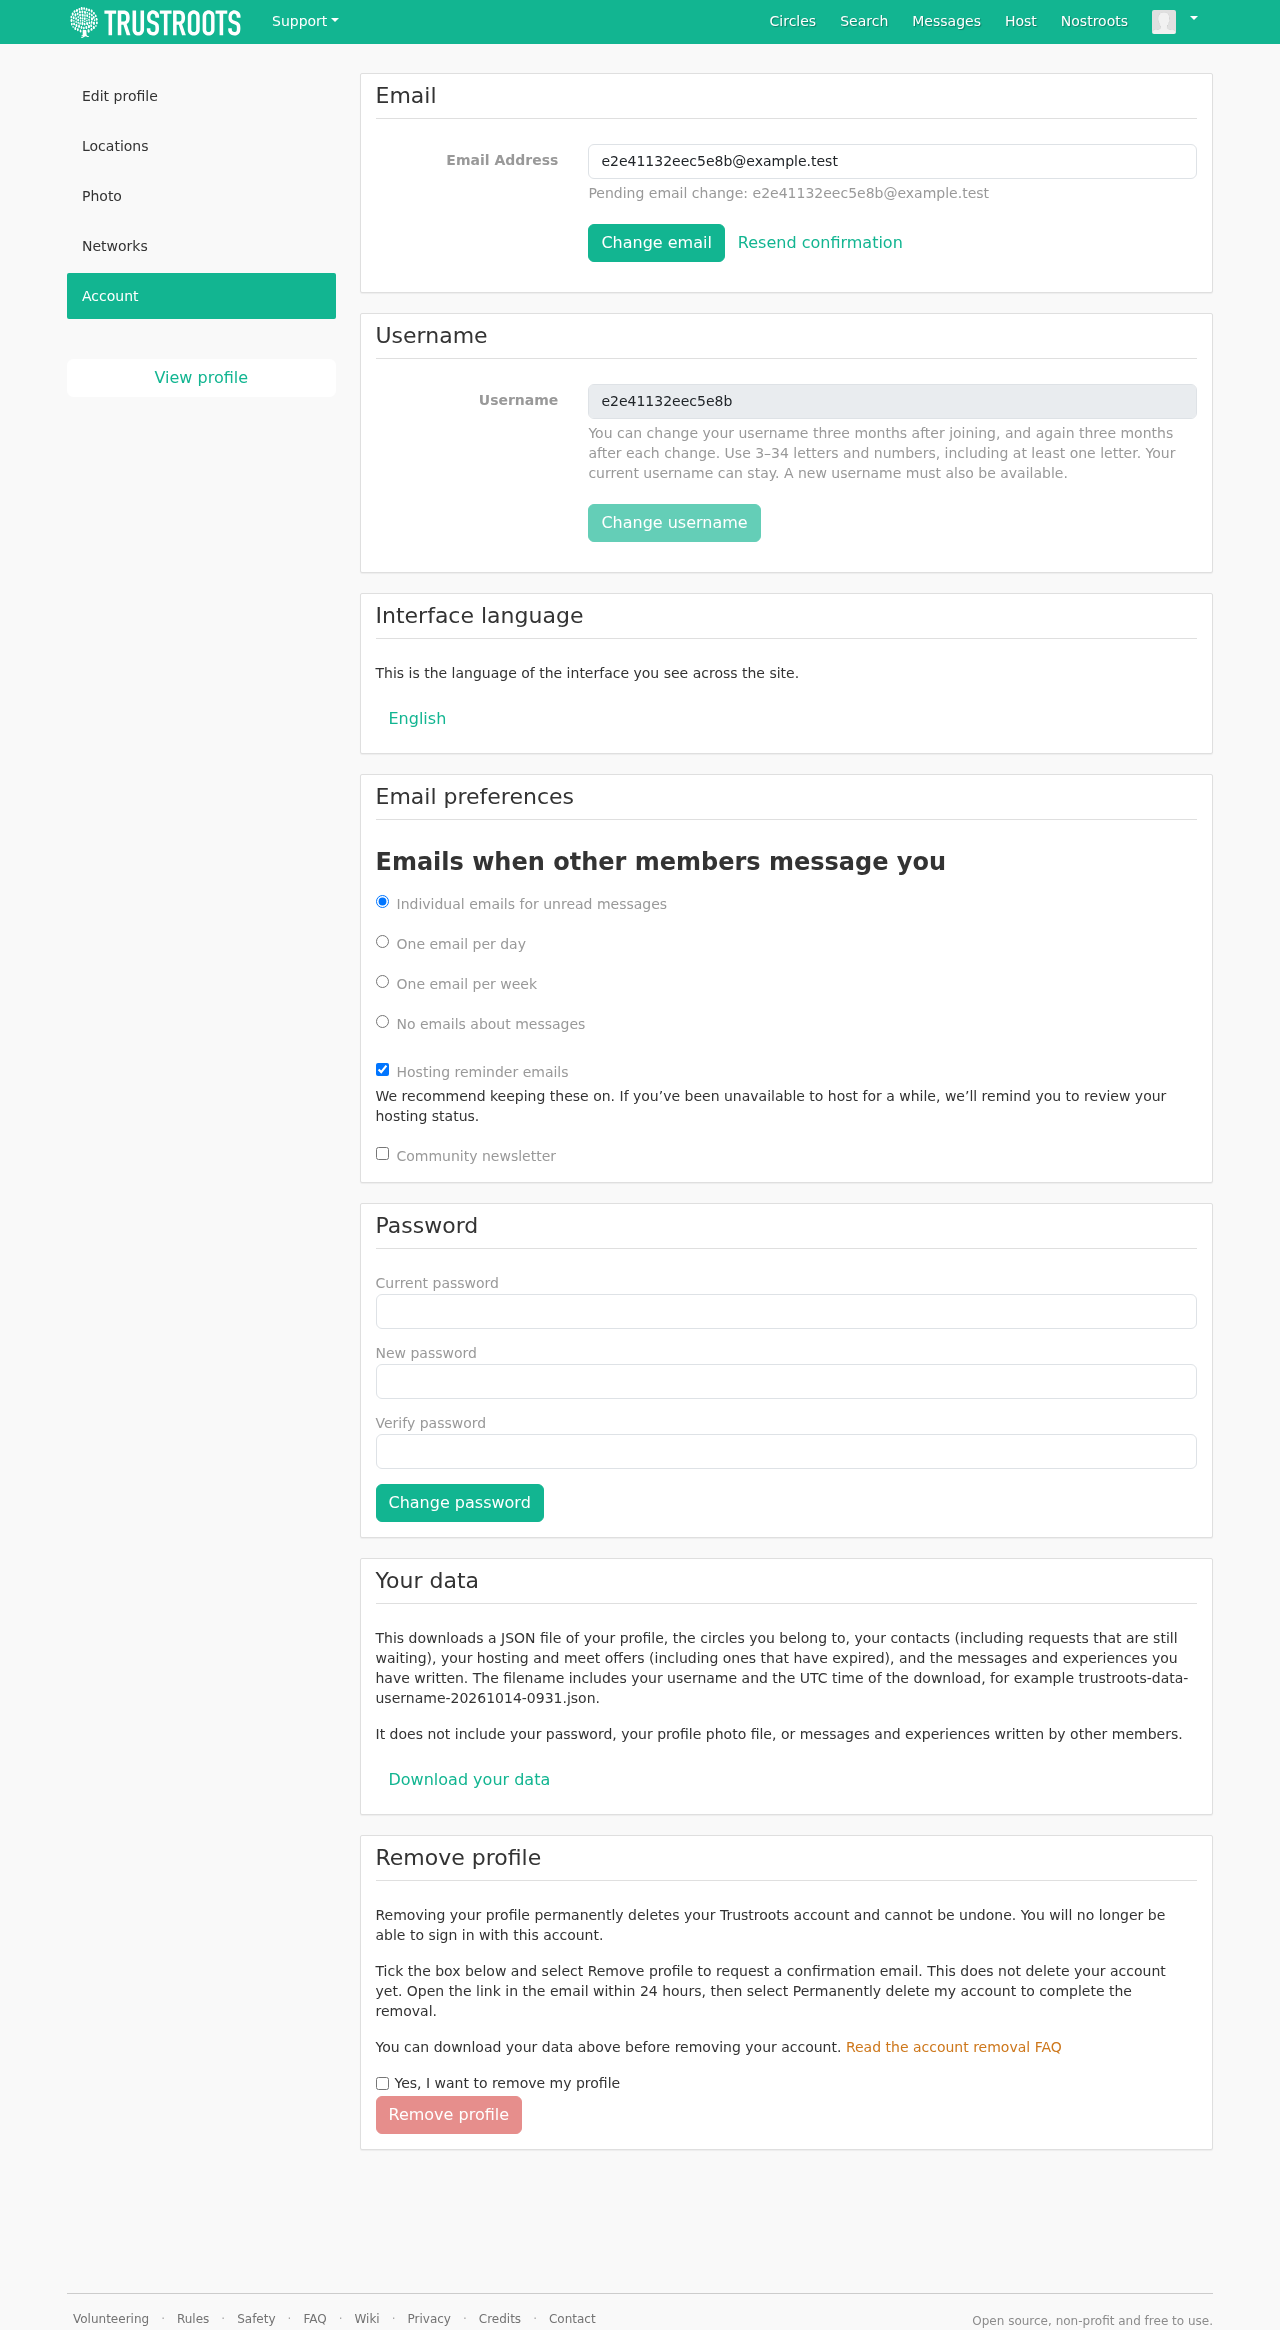 TRUSTROOTS
Support
Circles
Search
Messages
Host
Nostroots
Edit profile
Locations
Photo
Networks
Account
View profile
Email
Email Address
e2e41132eec5e8b@example.test
Pending email change: e2e41132eec5e8b@example.test
Change email
Resend confirmation
Username
Username
e2e41132eec5e8b
You can change your username three months after joining, and again three months
after each change. Use 3–34 letters and numbers, including at least one letter. Your
current username can stay. A new username must also be available.
Change username
Interface language
This is the language of the interface you see across the site.
English
Email preferences
Emails when other members message you
Individual emails for unread messages
One email per day
One email per week
No emails about messages
Hosting reminder emails
We recommend keeping these on. If you’ve been unavailable to host for a while, we’ll remind you to review your
hosting status.
Community newsletter
Password
Current password
New password
Verify password
Change password
Your data
This downloads a JSON file of your profile, the circles you belong to, your contacts (including requests that are still
waiting), your hosting and meet offers (including ones that have expired), and the messages and experiences you
have written. The filename includes your username and the UTC time of the download, for example trustroots-data-
username-20261014-0931.json.
It does not include your password, your profile photo file, or messages and experiences written by other members.
Download your data
Remove profile
Removing your profile permanently deletes your Trustroots account and cannot be undone. You will no longer be
able to sign in with this account.
Tick the box below and select Remove profile to request a confirmation email. This does not delete your account
yet. Open the link in the email within 24 hours, then select Permanently delete my account to complete the
removal.
You can download your data above before removing your account. Read the account removal FAQ
Yes, I want to remove my profile
Remove profile
Volunteering · Rules · Safety · FAQ · Wiki · Privacy · Credits · Contact
Open source, non-profit and free to use.